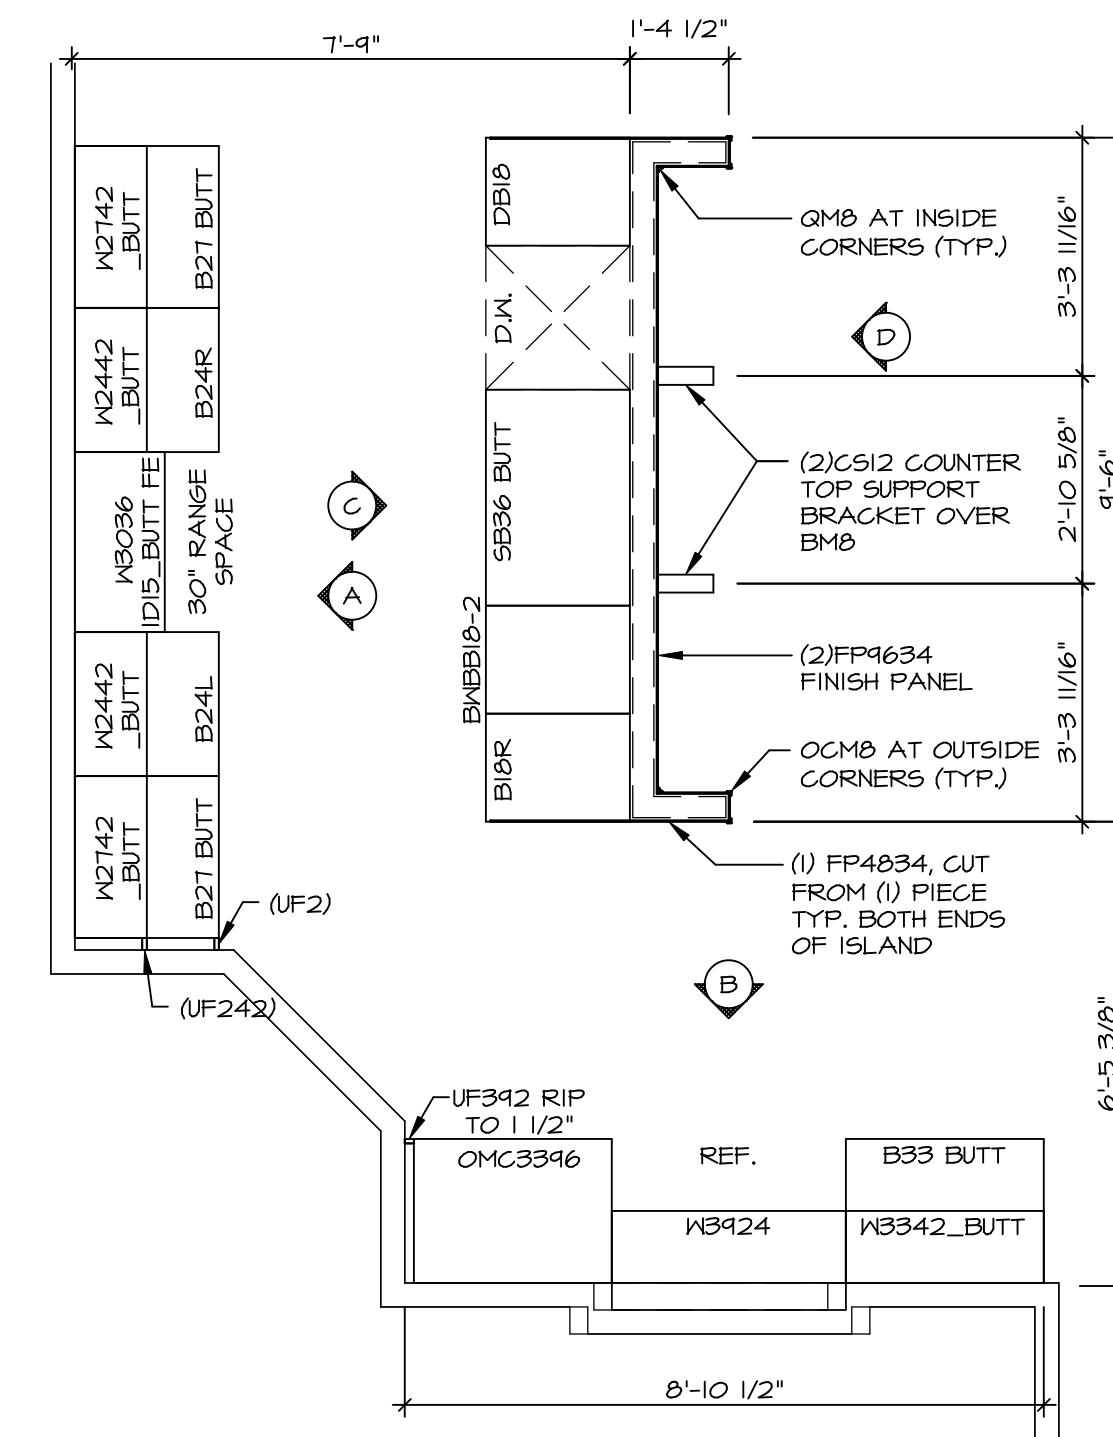 7'-9"
1'-4 1/2"
W2742
_BUTT
B27 BUTT
W2442
_BUTT
B24R
W3036
1D15_BUTT FE
30" RANGE
SPACE
W2442
_BUTT
B24L
W2742
_BUTT
B27 BUTT
(UF2)
(UF242)
C
A
DB18
D.W.
SB36 BUTT
BWBB18-2
B18R
QM8 AT INSIDE
CORNERS (TYP.)
D
(2)CS12 COUNTER
TOP SUPPORT
BRACKET OVER
BM8
(2)FP9634
FINISH PANEL
OCM8 AT OUTSIDE
CORNERS (TYP.)
(1) FP4834, CUT
FROM (1) PIECE
TYP. BOTH ENDS
OF ISLAND
3'-3 11/16"
2'-10 5/8"
3'-3 11/16"
9'-6"
B
6'-5 3/8"
UF392 RIP
TO 1 1/2"
OMC3396
REF.
B33 BUTT
W3924
W3342_BUTT
8'-10 1/2"